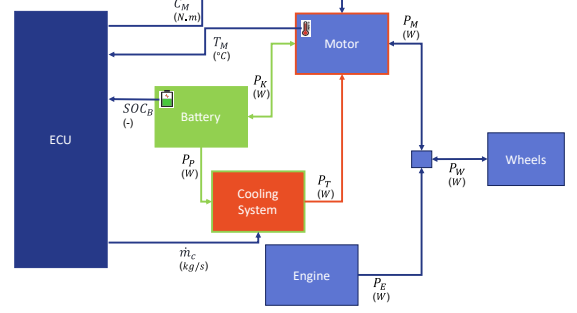 C_M
(N.m)
P_M
(W)
Motor
T_M
(°C)
P_K
(W)
SOC_B
(-)
Battery
ECU
Wheels
P_P
(W)
P_T
(W)
P_W
(W)
Cooling
System
ṁ_c
(kg/s)
Engine
P_E
(W)